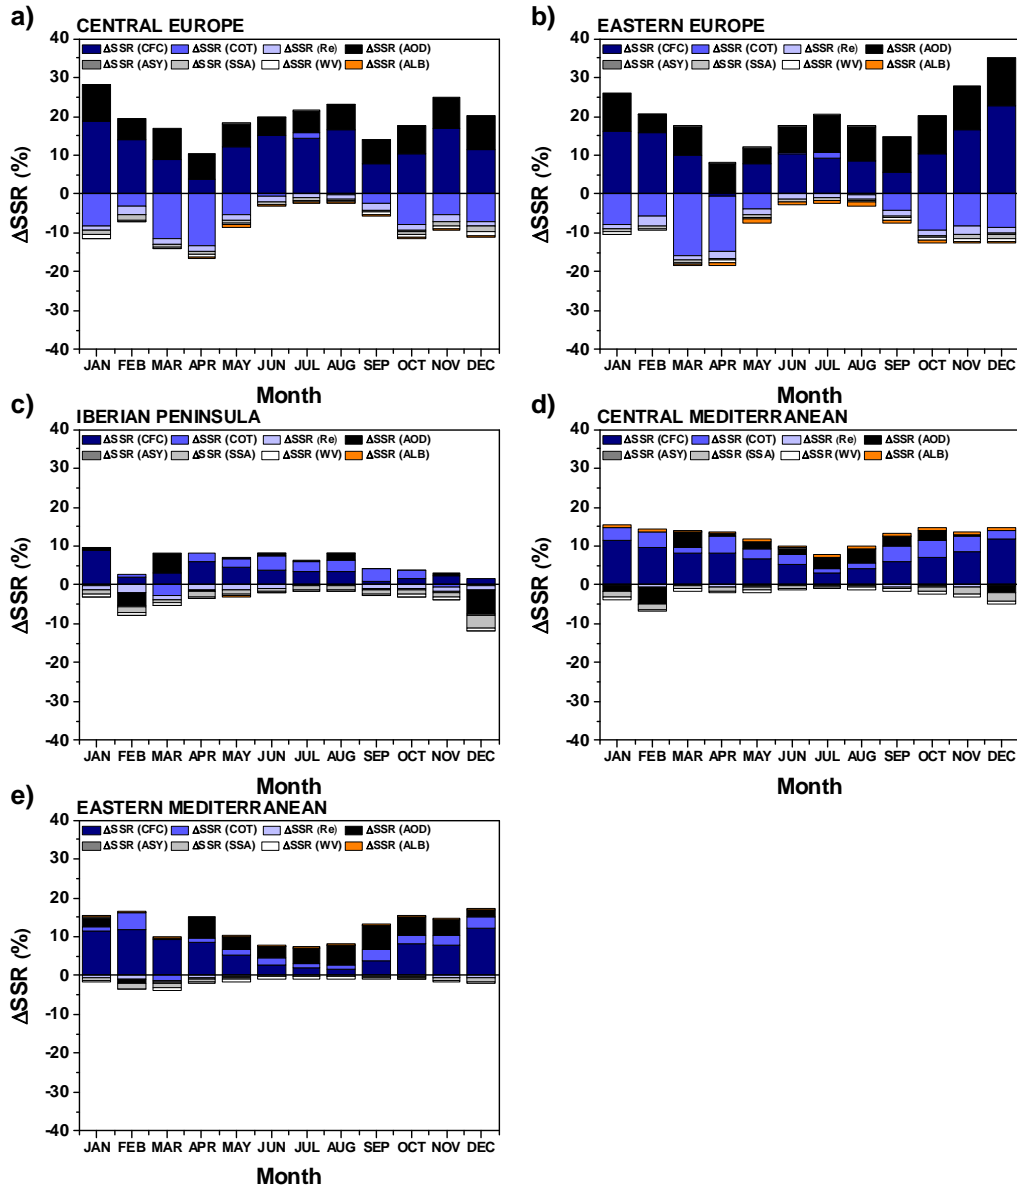 a)
CENTRAL EUROPE
ΔSSR (CFC) ΔSSR (COT) ΔSSR (Re) ΔSSR (AOD)
ΔSSR (ASY) ΔSSR (SSA) ΔSSR (WV) ΔSSR (ALB)
40
30
20
10
0
-10
-20
-30
-40
ΔSSR (%)
JAN FEB MAR APR MAY JUN JUL AUG SEP OCT NOV DEC
Month
b)
EASTERN EUROPE
ΔSSR (CFC) ΔSSR (COT) ΔSSR (Re) ΔSSR (AOD)
ΔSSR (ASY) ΔSSR (SSA) ΔSSR (WV) ΔSSR (ALB)
40
30
20
10
0
-10
-20
-30
-40
ΔSSR (%)
JAN FEB MAR APR MAY JUN JUL AUG SEP OCT NOV DEC
Month
c)
IBERIAN PENINSULA
ΔSSR (CFC) ΔSSR (COT) ΔSSR (Re) ΔSSR (AOD)
ΔSSR (ASY) ΔSSR (SSA) ΔSSR (WV) ΔSSR (ALB)
40
30
20
10
0
-10
-20
-30
-40
ΔSSR (%)
JAN FEB MAR APR MAY JUN JUL AUG SEP OCT NOV DEC
Month
d)
CENTRAL MEDITERRANEAN
ΔSSR (CFC) ΔSSR (COT) ΔSSR (Re) ΔSSR (AOD)
ΔSSR (ASY) ΔSSR (SSA) ΔSSR (WV) ΔSSR (ALB)
40
30
20
10
0
-10
-20
-30
-40
ΔSSR (%)
JAN FEB MAR APR MAY JUN JUL AUG SEP OCT NOV DEC
Month
e)
EASTERN MEDITERRANEAN
ΔSSR (CFC) ΔSSR (COT) ΔSSR (Re) ΔSSR (AOD)
ΔSSR (ASY) ΔSSR (SSA) ΔSSR (WV) ΔSSR (ALB)
40
30
20
10
0
-10
-20
-30
-40
ΔSSR (%)
JAN FEB MAR APR MAY JUN JUL AUG SEP OCT NOV DEC
Month